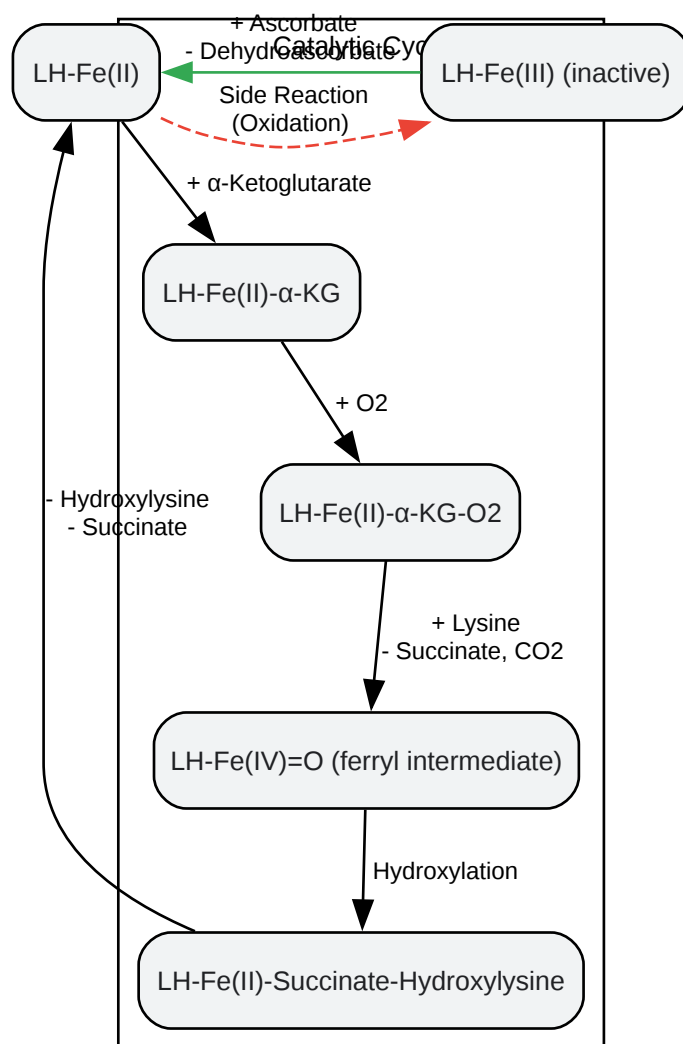 + Ascorbate
- Dehydroascorbate
Catalytic Cyc
LH-Fe(II)
LH-Fe(III) (inactive)
Side Reaction
(Oxidation)
+ α-Ketoglutarate
LH-Fe(II)-α-KG
+ O2
- Hydroxylysine
- Succinate
LH-Fe(II)-α-KG-O2
+ Lysine
- Succinate, CO2
LH-Fe(IV)=O (ferryl intermediate)
Hydroxylation
LH-Fe(II)-Succinate-Hydroxylysine